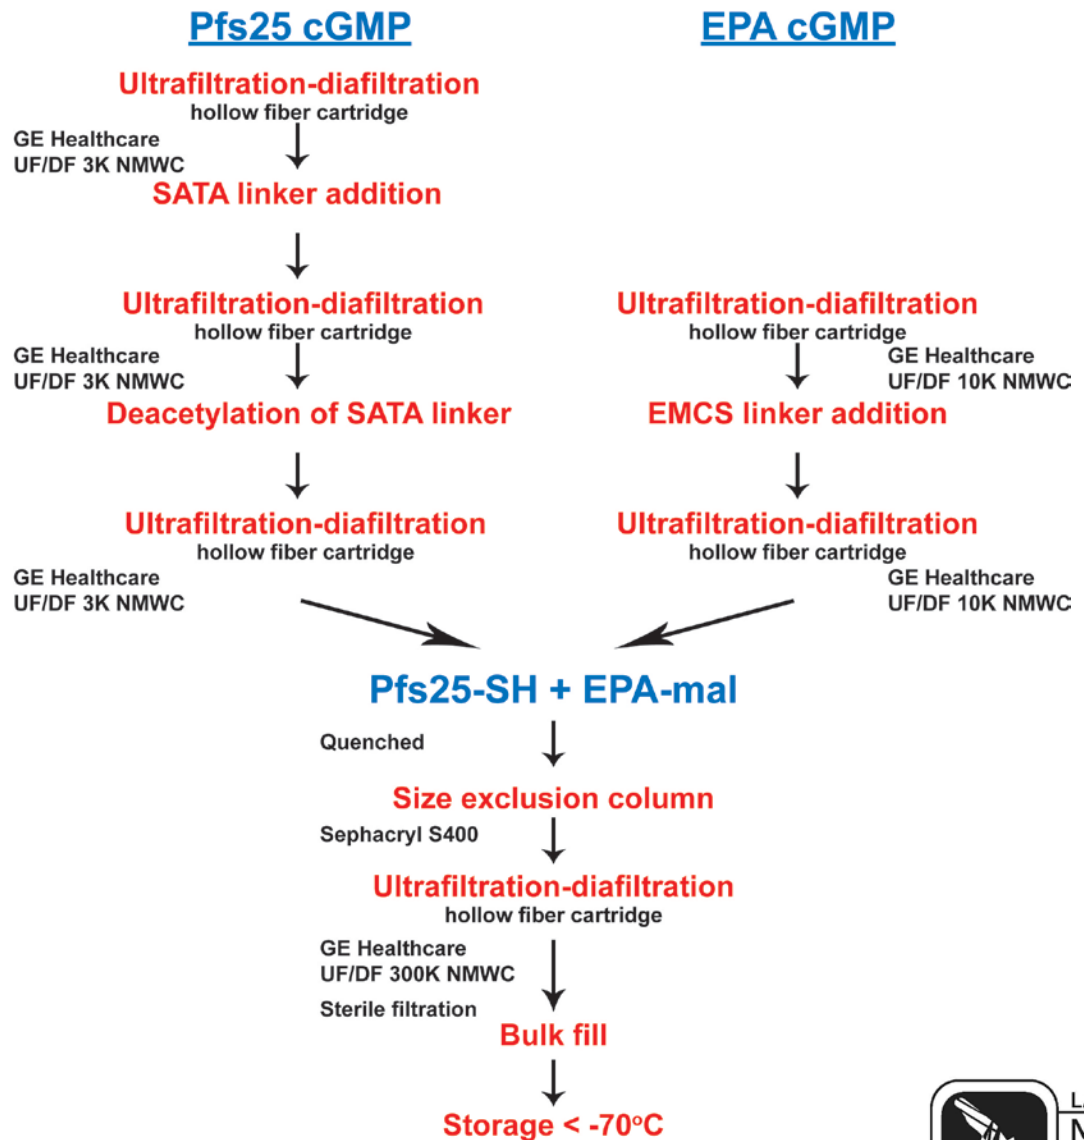 Pfs25 cGMP
EPA cGMP
Ultrafiltration-diafiltration
hollow fiber cartridge
GE Healthcare
UF/DF 3K NMWC
SATA linker addition
Ultrafiltration-diafiltration
hollow fiber cartridge
Ultrafiltration-diafiltration
hollow fiber cartridge
GE Healthcare
UF/DF 3K NMWC
GE Healthcare
UF/DF 10K NMWC
Deacetylation of SATA linker
EMCS linker addition
Ultrafiltration-diafiltration
hollow fiber cartridge
Ultrafiltration-diafiltration
hollow fiber cartridge
GE Healthcare
UF/DF 3K NMWC
GE Healthcare
UF/DF 10K NMWC
Pfs25-SH + EPA-mal
Quenched
Size exclusion column
Sephacryl S400
Ultrafiltration-diafiltration
hollow fiber cartridge
GE Healthcare
UF/DF 300K NMWC
Sterile filtration
Bulk fill
Storage < -70°C